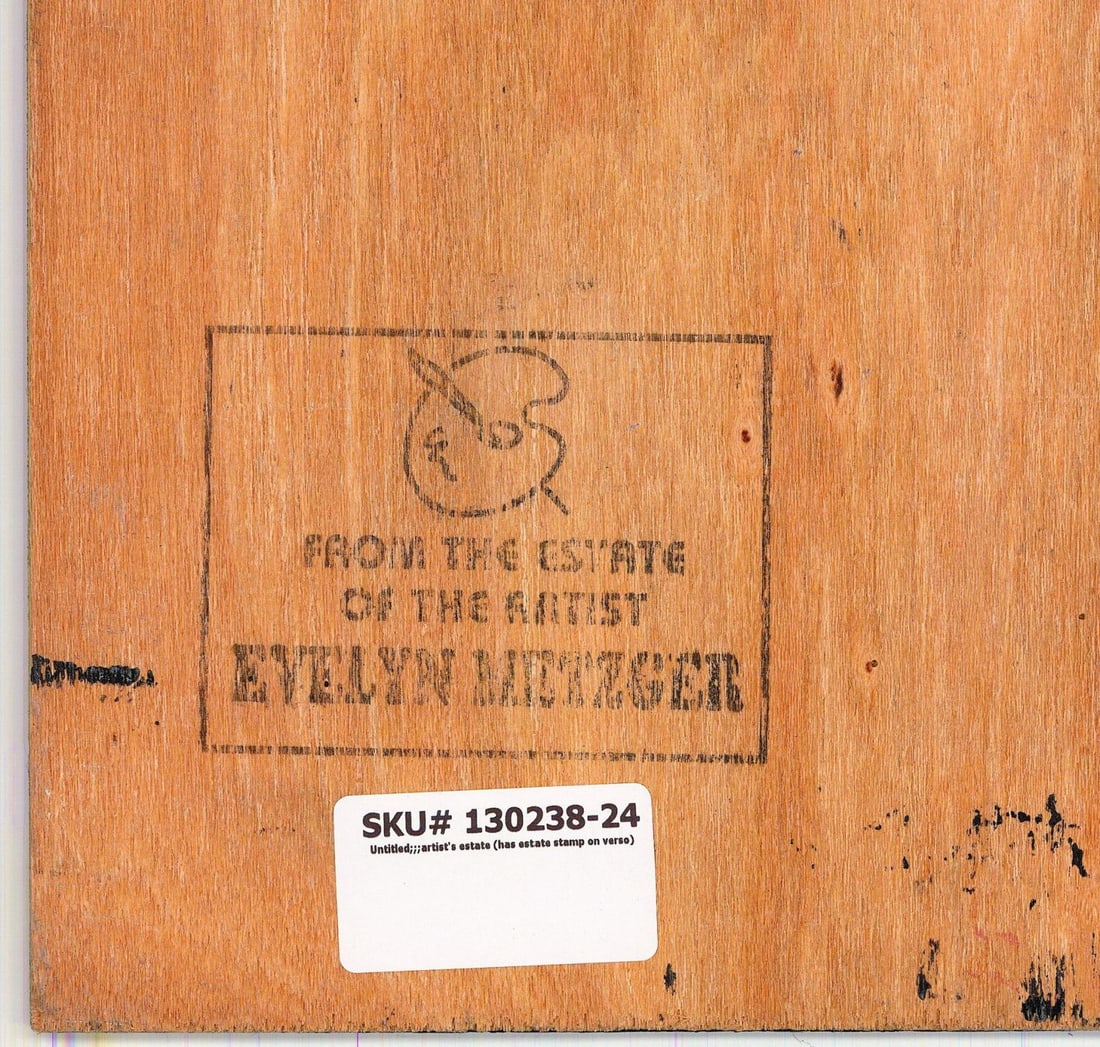 FROM THE ESTATE
OF THE ARTIST
EVELYN METZGER
SKU# 130238-24
Untitled;;;artist's estate (has estate stamp on verso)